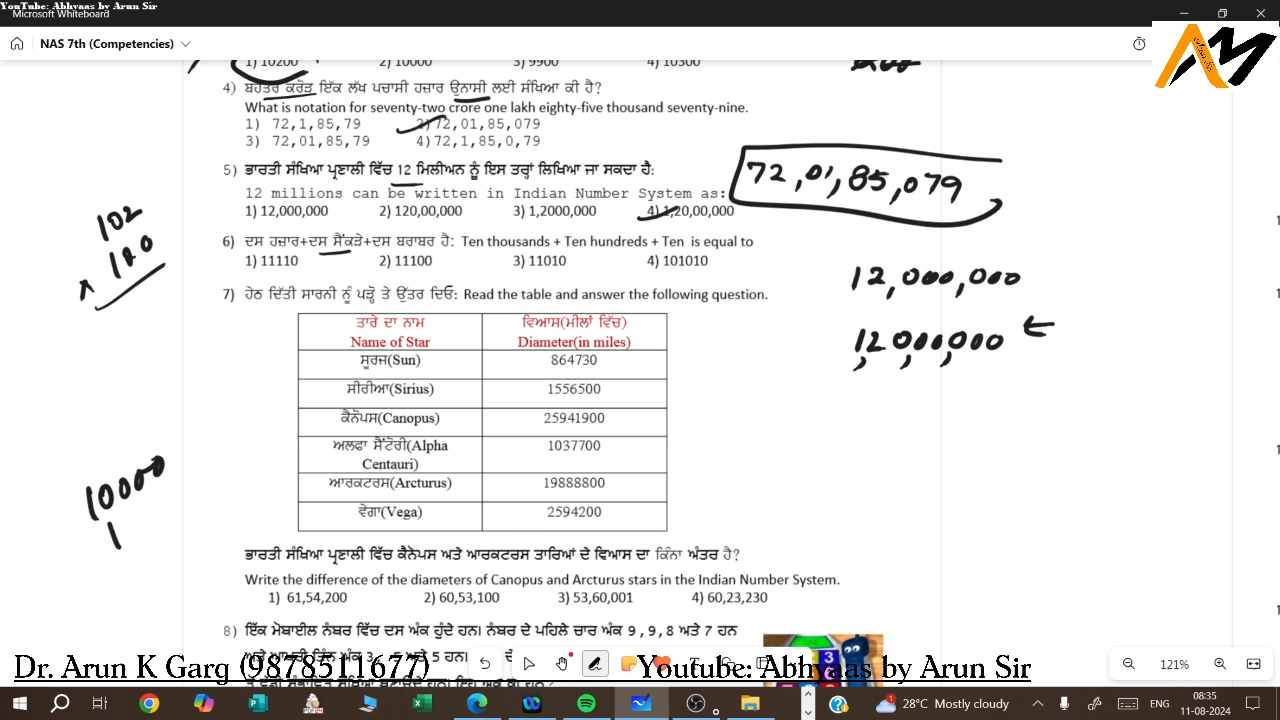 YouTube: Abhyaas by Arun Sir
Microsoft Whiteboard
NAS 7th (Competencies)
1) 10200 2) 10000 3) 9900 4) 10300
4) ਬਹੱਤਰ ਕਰੋੜ ਇੱਕ ਲੱਖ ਪਚਾਸੀ ਹਜ਼ਾਰ ਉਨਾਸੀ ਲਈ ਸੰਖਿਆ ਕੀ ਹੈ?
What is notation for seventy-two crore one lakh eighty-five thousand seventy-nine.
1) 72,1,85,79 2) 72,01,85,079
3) 72,01,85,79 4) 72,1,85,0,79
72,01,85,079
5) ਭਾਰਤੀ ਸੰਖਿਆ ਪ੍ਰਣਾਲੀ ਵਿੱਚ 12 ਮਿਲੀਅਨ ਨੂੰ ਇਸ ਤਰ੍ਹਾਂ ਲਿਖਿਆ ਜਾ ਸਕਦਾ ਹੈ:
12 millions can be written in Indian Number System as:
1) 12,000,000 2) 120,00,000 3) 1,2000,000 4) 1,20,00,000
102
× 100
6) ਦਸ ਹਜ਼ਾਰ+ਦਸ ਸੈਂਕੜੇ+ਦਸ ਬਰਾਬਰ ਹੈ: Ten thousands + Ten hundreds + Ten is equal to
1) 11110 2) 11100 3) 11010 4) 101010
12,000,000
1,20,00,000
7) ਹੇਠ ਦਿੱਤੀ ਸਾਰਨੀ ਨੂੰ ਪੜ੍ਹੋ ਤੇ ਉੱਤਰ ਦਿਓ: Read the table and answer the following question.
ਤਾਰੇ ਦਾ ਨਾਮ ਵਿਆਸ(ਮੀਲਾਂ ਵਿੱਚ)
Name of Star Diameter(in miles)
ਸੂਰਜ(Sun) 864730
ਸੀਰੀਆ(Sirius) 1556500
ਕੈਨੋਪਸ(Canopus) 25941900
ਅਲਫਾ ਸੈਂਟੋਰੀ(Alpha Centauri) 1037700
ਆਰਕਟਰਸ(Arcturus) 19888800
ਵੇਗਾ(Vega) 2594200
10000
1
ਭਾਰਤੀ ਸੰਖਿਆ ਪ੍ਰਣਾਲੀ ਵਿੱਚ ਕੈਨੋਪਸ ਅਤੇ ਆਰਕਟਰਸ ਤਾਰਿਆਂ ਦੇ ਵਿਆਸ ਦਾ ਕਿੰਨਾ ਅੰਤਰ ਹੈ?
Write the difference of the diameters of Canopus and Arcturus stars in the Indian Number System.
1) 61,54,200 2) 60,53,100 3) 53,60,001 4) 60,23,230
8) ਇੱਕ ਮੋਬਾਈਲ ਨੰਬਰ ਵਿੱਚ ਦਸ ਅੰਕ ਹੁੰਦੇ ਹਨ। ਨੰਬਰ ਦੇ ਪਹਿਲੇ ਚਾਰ ਅੰਕ 9,9,8 ਅਤੇ 7 ਹਨ
Dr. Arun K Garg (9878511677) Youtube: Abhyaas by Arun Sir
121%
28°C Mostly cloudy
08:35
11-08-2024